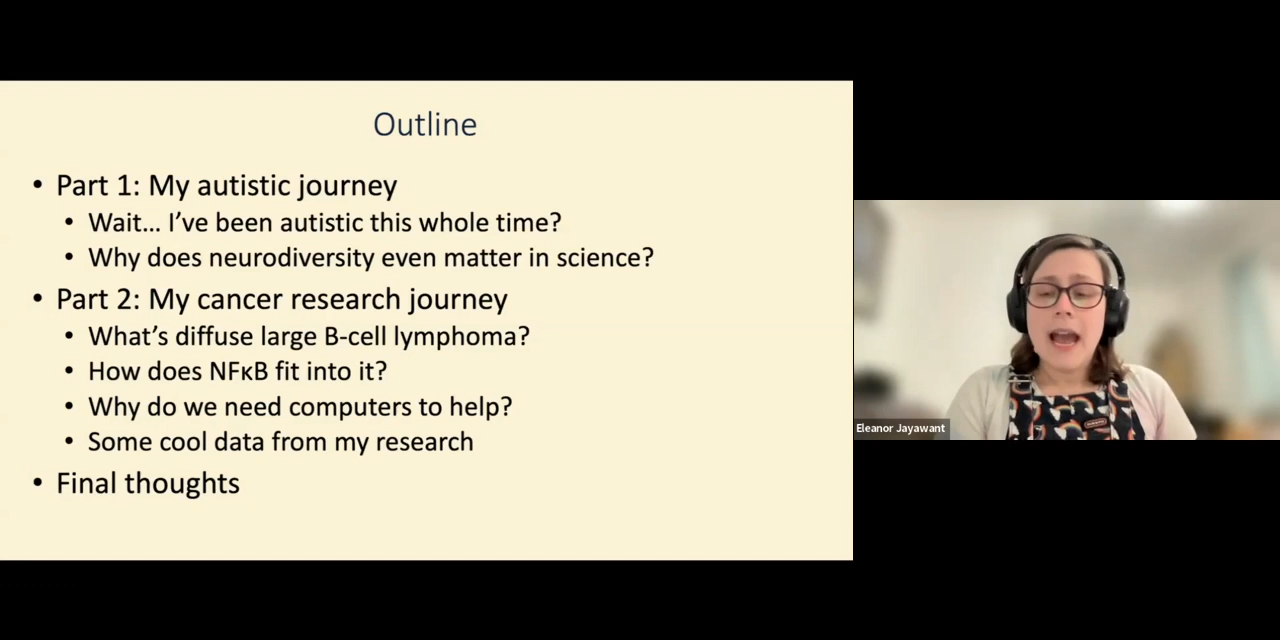 Outline
• Part 1: My autistic journey
• Wait... I've been autistic this whole time?
• Why does neurodiversity even matter in science?
• Part 2: My cancer research journey
• What's diffuse large B-cell lymphoma?
• How does NFκB fit into it?
• Why do we need computers to help?
• Some cool data from my research
• Final thoughts
Eleanor Jayawant